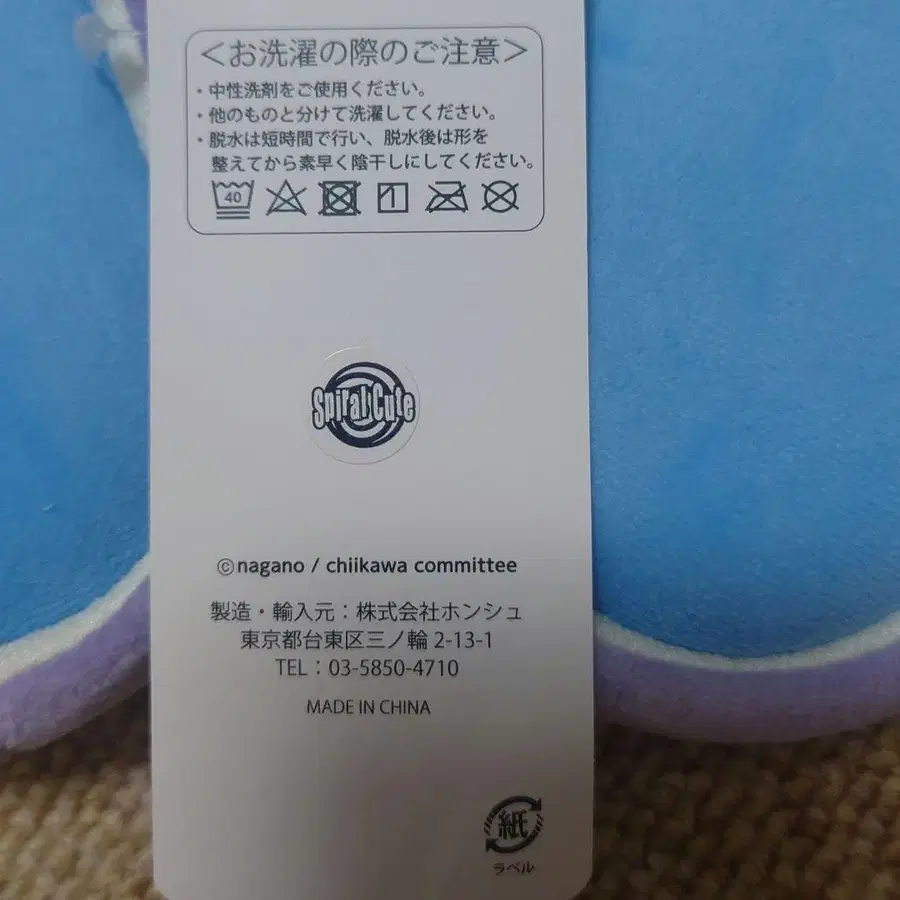 ＜お洗濯の際のご注意＞
・中性洗剤をご使用ください。
・他のものと分けて洗濯してください。
・脱水は短時間で行い、脱水後は形を
整えてから素早く陰干しにしてください。
40
Spiral Cute
©nagano / chiikawa committee
製造・輸入元：株式会社ホンシュ
東京都台東区三ノ輪 2-13-1
TEL：03-5850-4710
MADE IN CHINA
紙
ラベル